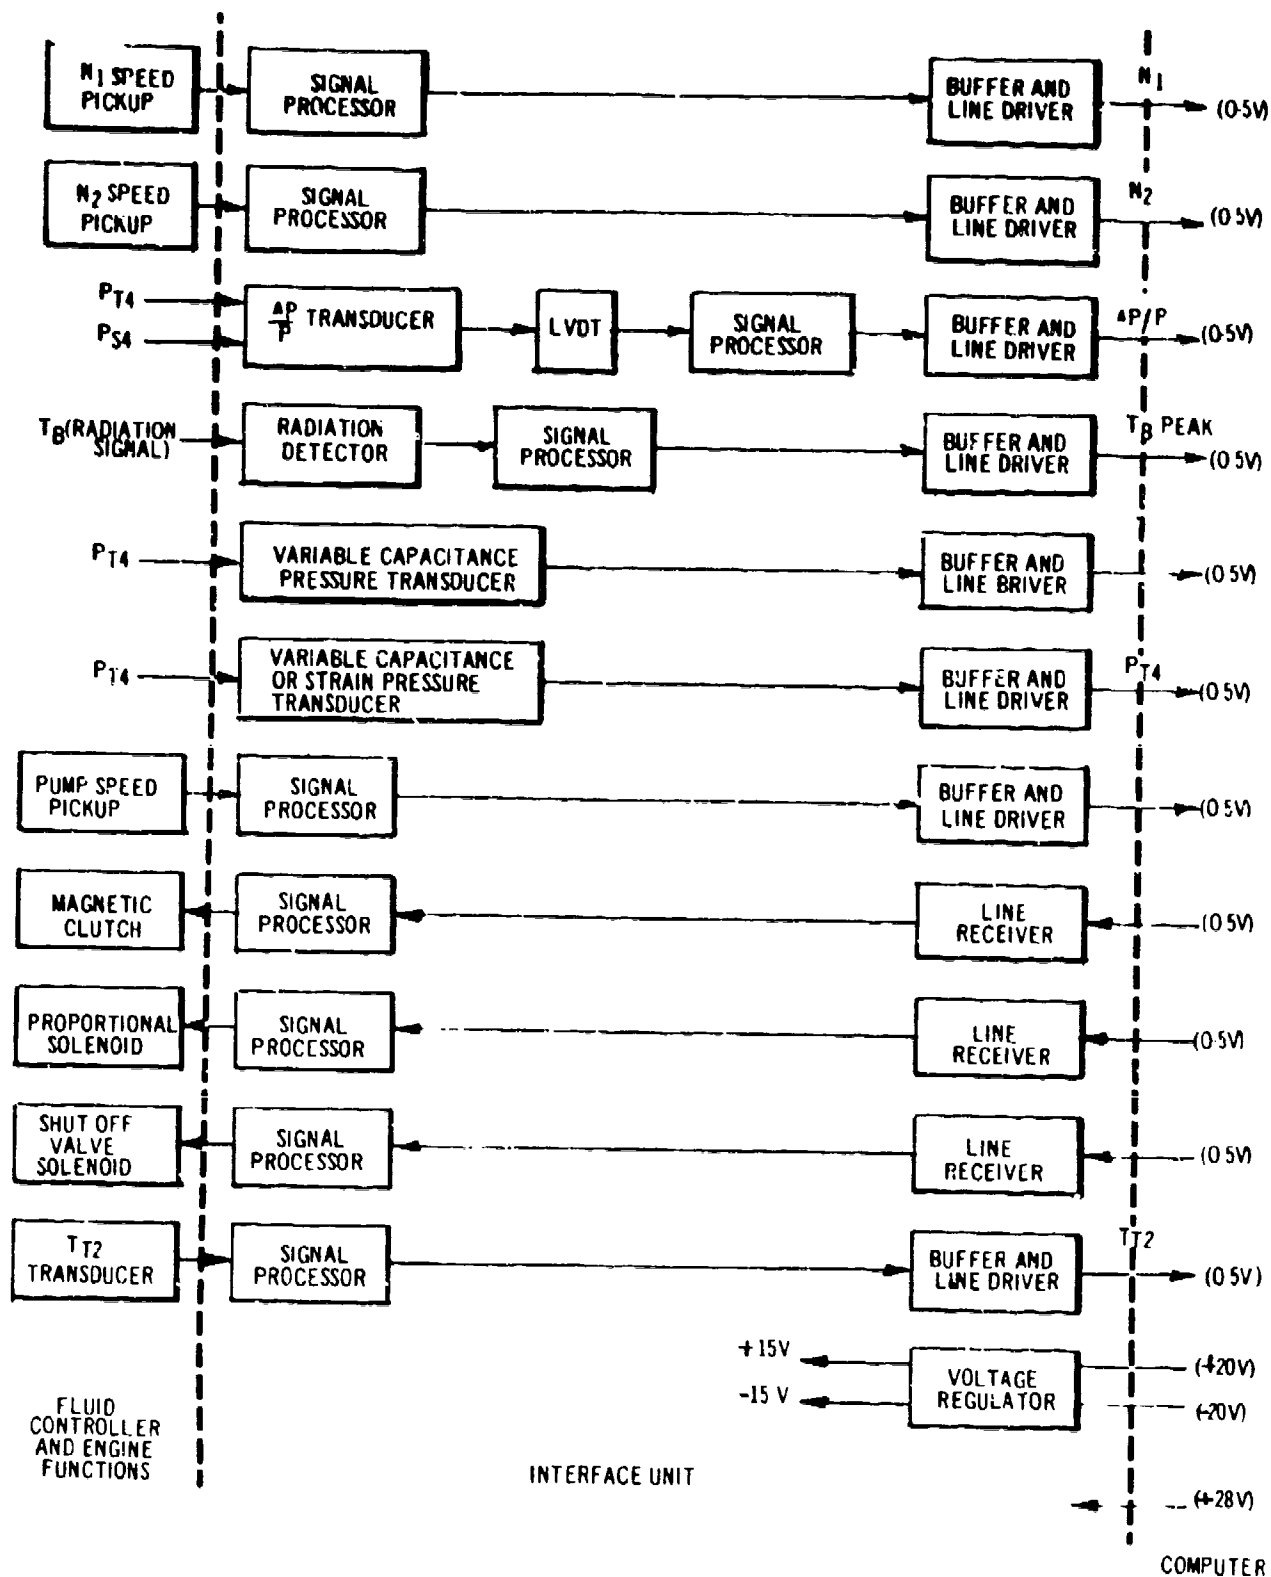 N1 SPEED
PICKUP
SIGNAL
PROCESSOR
BUFFER AND
LINE DRIVER
N1
(0-5V)
N2 SPEED
PICKUP
SIGNAL
PROCESSOR
BUFFER AND
LINE DRIVER
N2
(0 5V)
PT4
PS4
ΔP/P TRANSDUCER
LVDT
SIGNAL
PROCESSOR
BUFFER AND
LINE DRIVER
ΔP/P
(0 5V)
TB(RADIATION
SIGNAL)
RADIATION
DETECTOR
SIGNAL
PROCESSOR
BUFFER AND
LINE DRIVER
TB PEAK
(0 5V)
PT4
VARIABLE CAPACITANCE
PRESSURE TRANSDUCER
BUFFER AND
LINE BRIVER
(0 5V)
PT4
VARIABLE CAPACITANCE
OR STRAIN PRESSURE
TRANSDUCER
BUFFER AND
LINE DRIVER
PT4
(0 5V)
PUMP SPEED
PICKUP
SIGNAL
PROCESSOR
BUFFER AND
LINE DRIVER
(0 5V)
MAGNETIC
CLUTCH
SIGNAL
PROCESSOR
LINE
RECEIVER
(0 5V)
PROPORTIONAL
SOLENOID
SIGNAL
PROCESSOR
LINE
RECEIVER
(0-5V)
SHUT OFF
VALVE
SOLENOID
SIGNAL
PROCESSOR
LINE
RECEIVER
(0 5V)
TT2
TRANSDUCER
SIGNAL
PROCESSOR
BUFFER AND
LINE DRIVER
TT2
(0 5V)
+15V
-15 V
VOLTAGE
REGULATOR
(+20V)
(-20V)
FLUID
CONTROLLER
AND ENGINE
FUNCTIONS
INTERFACE UNIT
(+28V)
COMPUTER